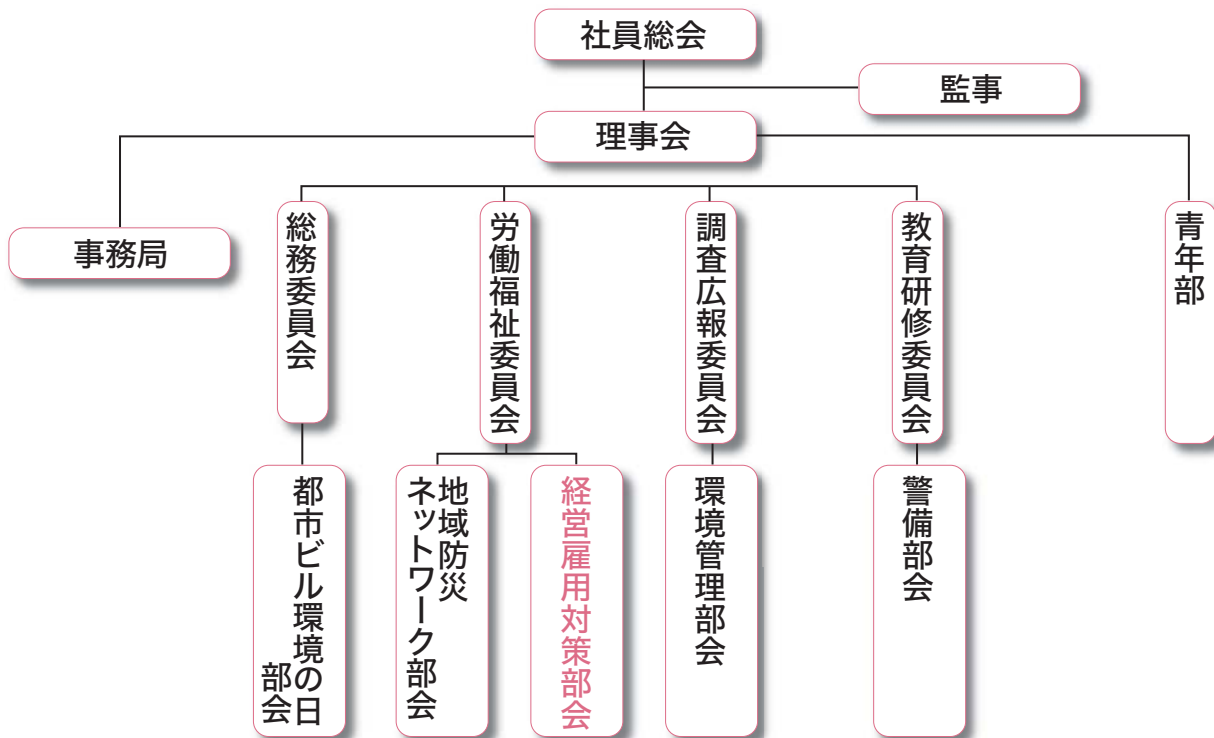 社員総会
監事
理事会
事務局
総務委員会
労働福祉委員会
調査広報委員会
教育研修委員会
青年部
都市ビル環境の日
部会
地域防災
ネットワーク部会
経営雇用対策部会
環境管理部会
警備部会